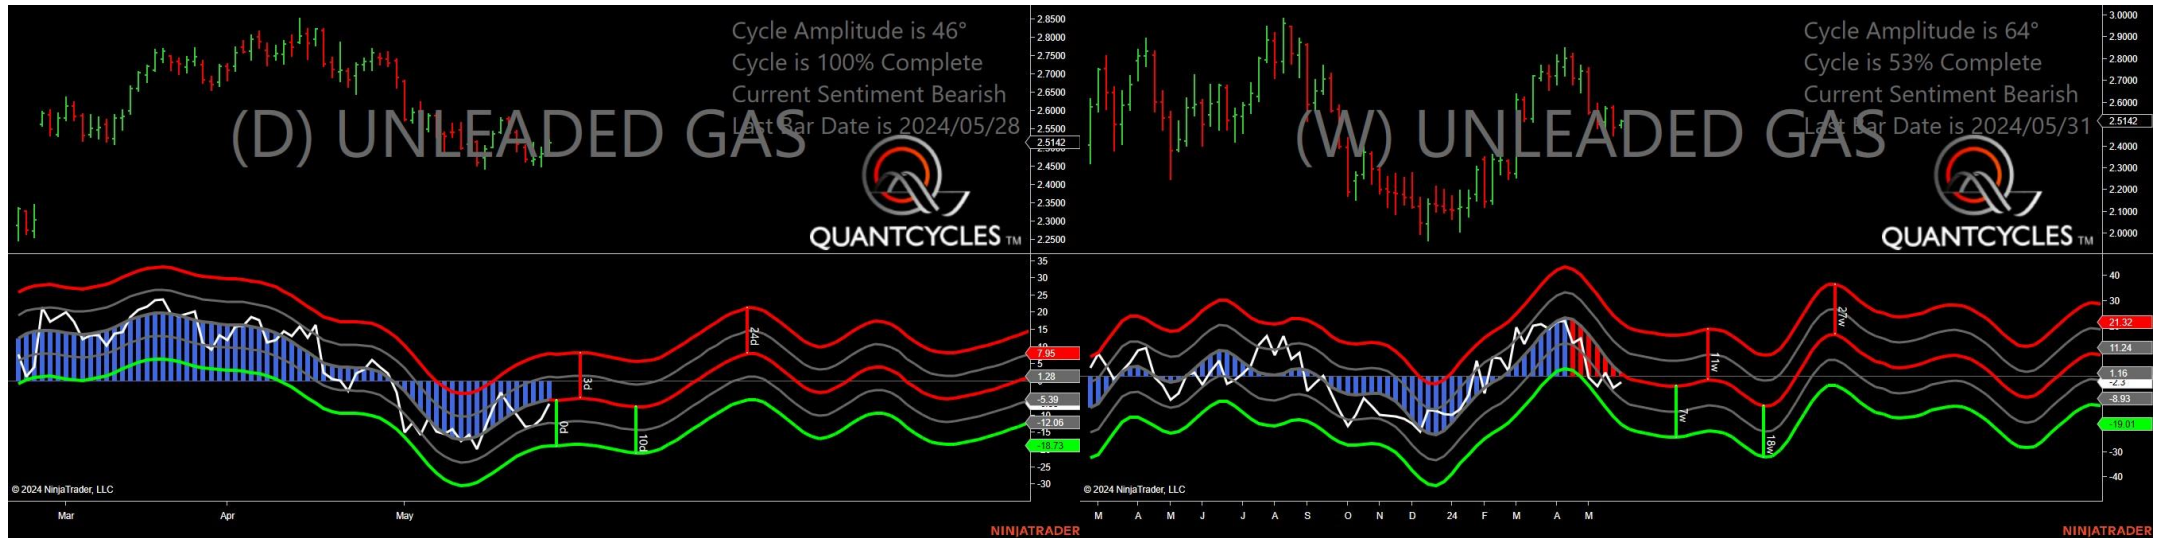 Cycle Amplitude is 46°
Cycle is 100% Complete
Current Sentiment Bearish
Last Bar Date is 2024/05/28
(D) UNLEADED GAS
QUANTCYCLES TM
2.8500
2.8000
2.7500
2.7000
2.6500
2.6000
2.5500
2.5142
2.4500
2.4000
2.3500
2.3000
2.2500
35
30
25
20
15
10
7.95
5
1.28
-5.39
-10
-12.06
-15
-18.73
-25
-30
24d
3d
0d
10d
© 2024 NinjaTrader, LLC
Mar Apr May
NINJATRADER
Cycle Amplitude is 64°
Cycle is 53% Complete
Current Sentiment Bearish
Last Bar Date is 2024/05/31
(W) UNLEADED GAS
QUANTCYCLES TM
3.0000
2.9000
2.8000
2.7000
2.6000
2.5142
2.4000
2.3000
2.2000
2.1000
2.0000
40
30
21.32
11.24
1.16
-2.3
-8.93
-19.01
-30
-40
27w
11w
7w
18w
© 2024 NinjaTrader, LLC
M A M J J A S O N D 24 F M A M
NINJATRADER